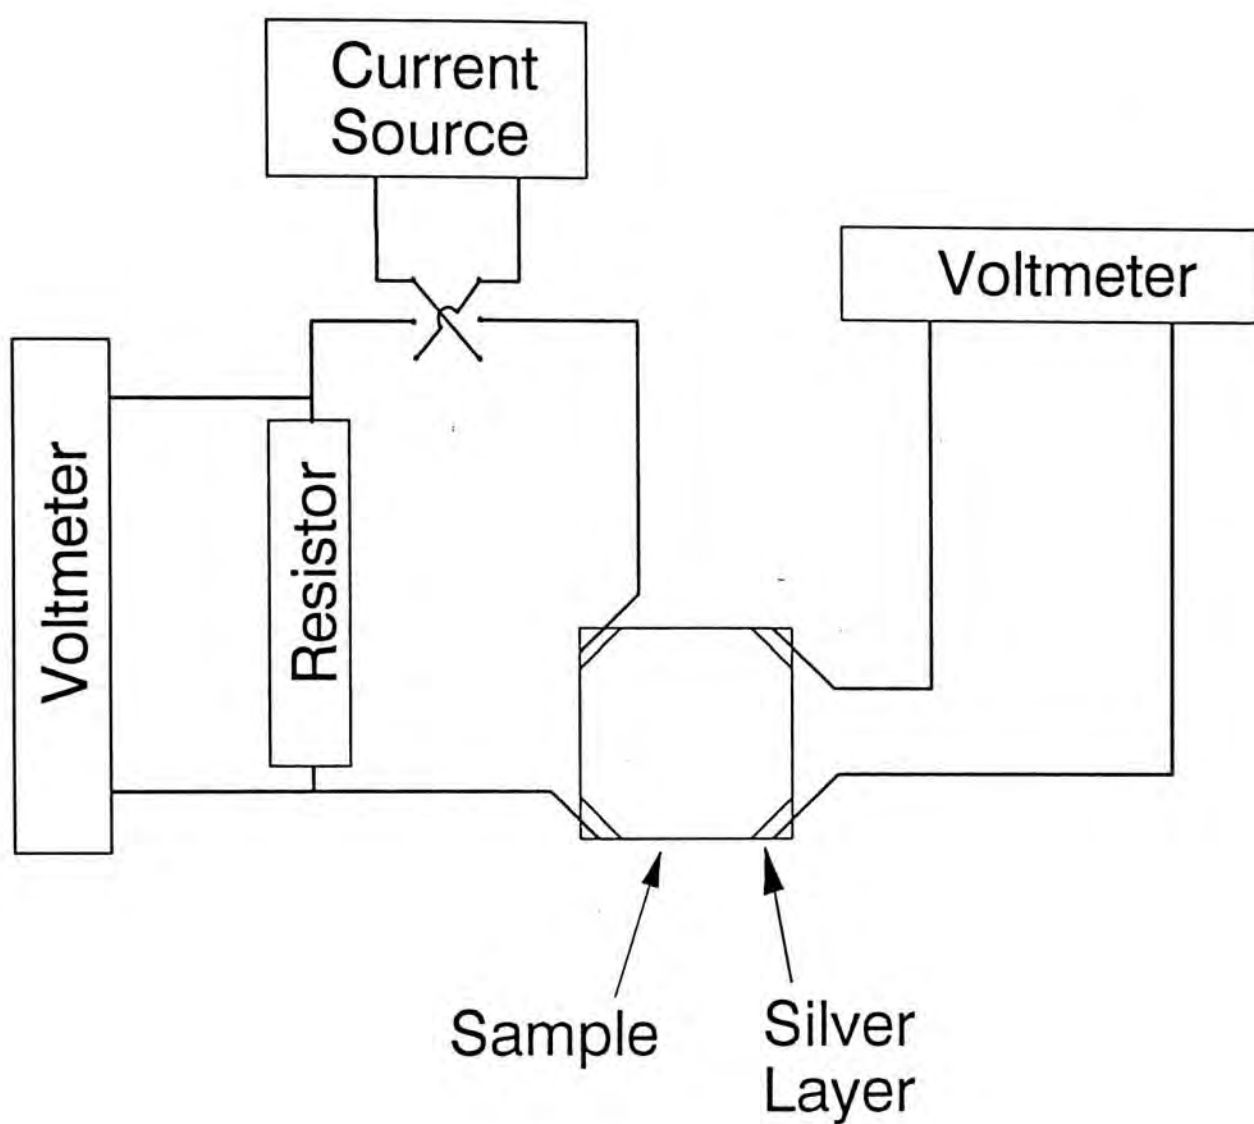 Current
Source
Voltmeter
Voltmeter
Resistor
Sample
Silver
Layer